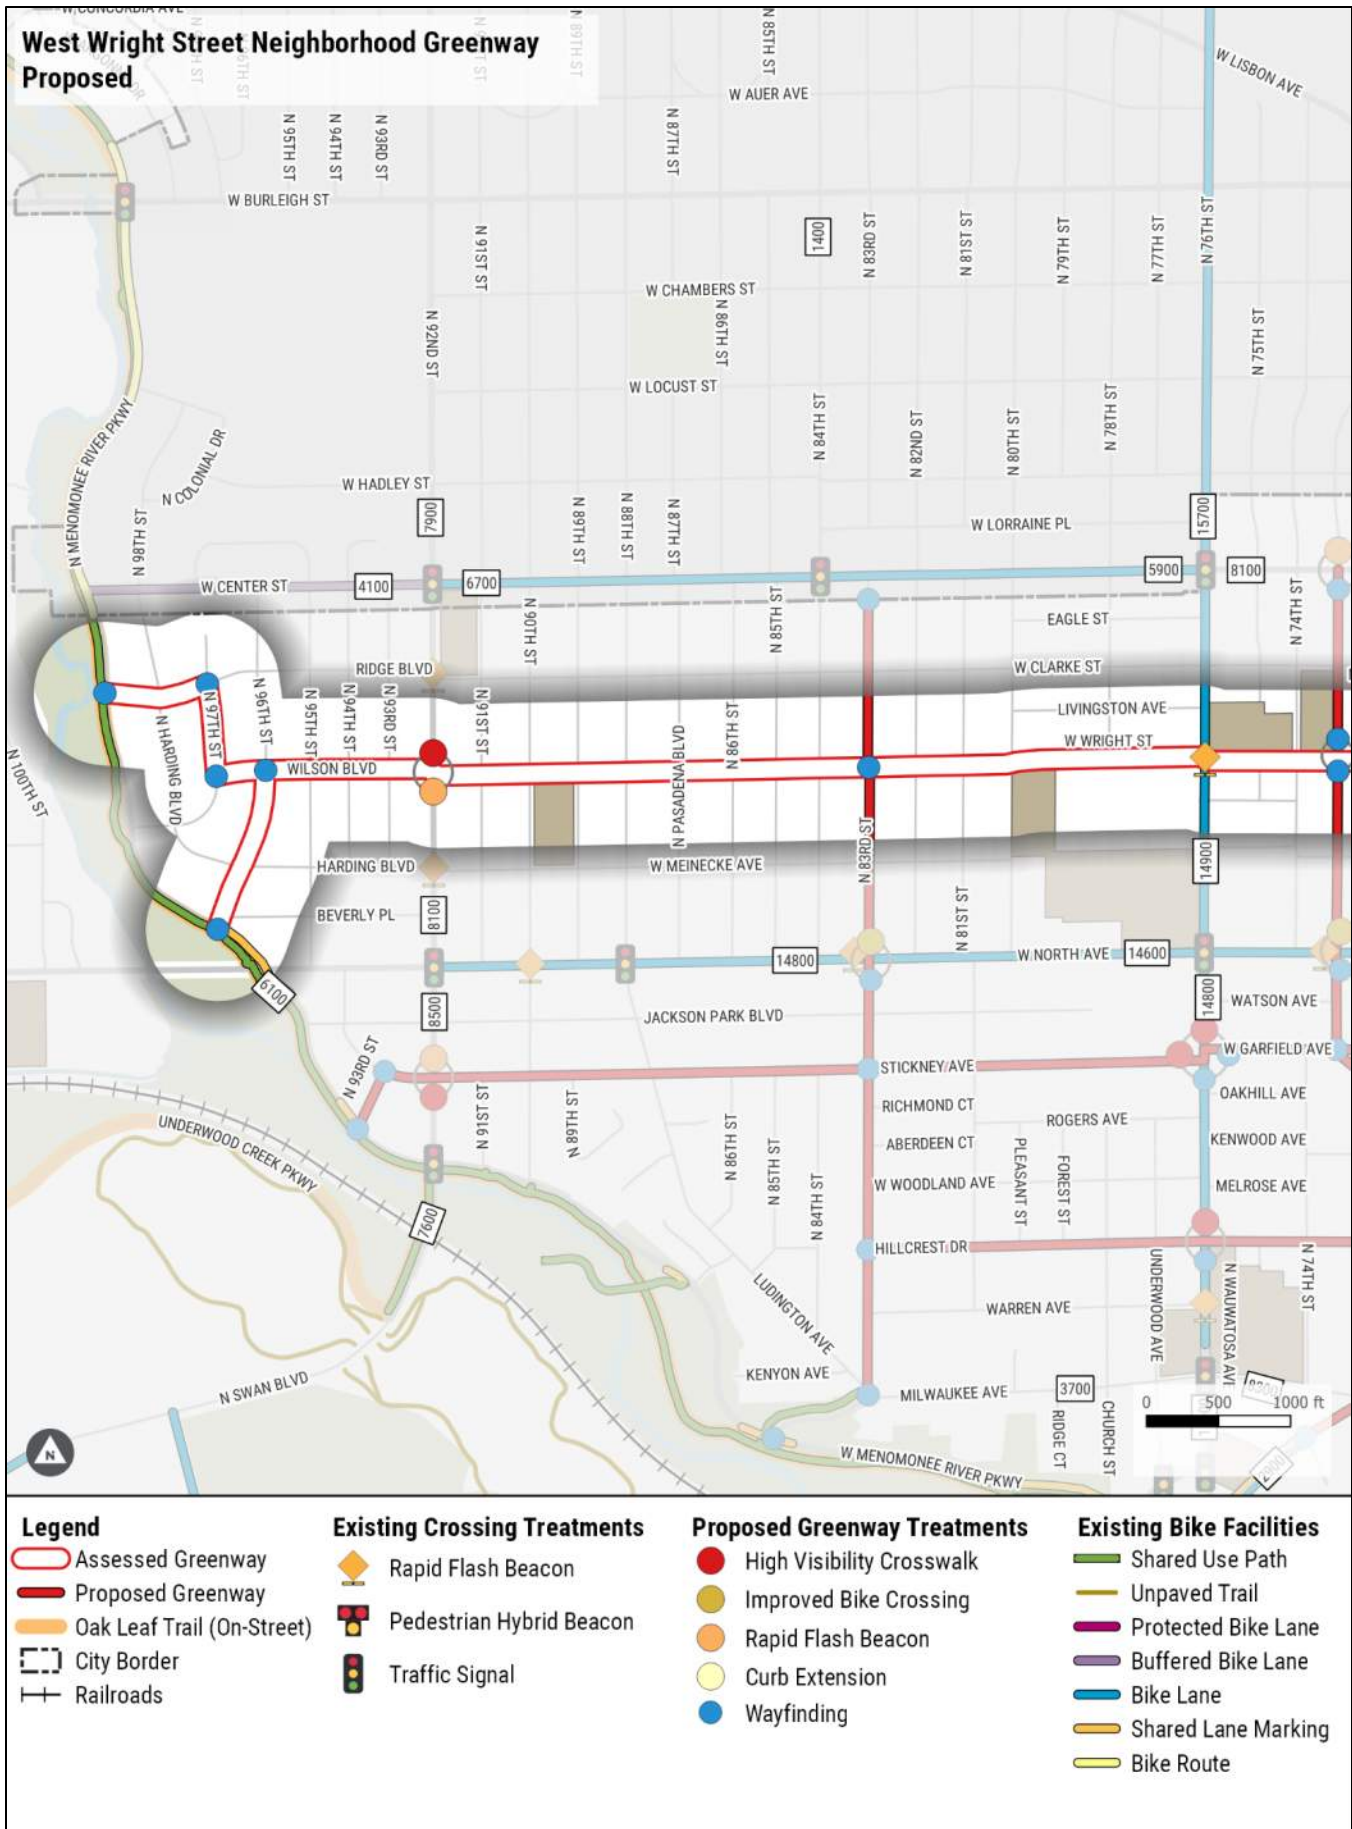 W CONCORDIA AVE
West Wright Street Neighborhood Greenway
Proposed
N 89TH ST
N 85TH ST
W LISBON AVE
W AUER AVE
N 95TH ST
N 94TH ST
N 93RD ST
N 87TH ST
W BURLEIGH ST
N 91ST ST
1400
N 83RD ST
N 81ST ST
N 79TH ST
N 77TH ST
N 76TH ST
W CHAMBERS ST
N 92ND ST
N 86TH ST
N 75TH ST
W LOCUST ST
N MENOMONEE RIVER PKWY
N COLONIAL DR
N 84TH ST
N 82ND ST
N 80TH ST
N 78TH ST
W HADLEY ST
7900
N 98TH ST
N 89TH ST
N 88TH ST
N 87TH ST
W LORRAINE PL
15700
W CENTER ST
4100
6700
5900
8100
N 90TH ST
N 85TH ST
EAGLE ST
N 74TH ST
RIDGE BLVD
W CLARKE ST
N 97TH ST
N 96TH ST
N 95TH ST
N 94TH ST
N 93RD ST
N 91ST ST
N PASADENA BLVD
N 86TH ST
LIVINGSTON AVE
W WRIGHT ST
N HARDING BLVD
WILSON BLVD
N 100TH ST
HARDING BLVD
W MEINECKE AVE
N 83RD ST
14900
BEVERLY PL
8100
N 81ST ST
14800
W NORTH AVE
14600
6100
8500
JACKSON PARK BLVD
14800
WATSON AVE
N 93RD ST
STICKNEY AVE
W GARFIELD AVE
N 91ST ST
N 89TH ST
RICHMOND CT
OAKHILL AVE
UNDERWOOD CREEK PKWY
N 86TH ST
N 85TH ST
N 84TH ST
ROGERS AVE
ABERDEEN CT
KENWOOD AVE
W WOODLAND AVE
PLEASANT ST
FOREST ST
MELROSE AVE
7600
HILLCREST DR
LUDINGTON AVE
UNDERWOOD AVE
N WAUWATOSA AVE
N 74TH ST
WARREN AVE
N SWAN BLVD
KENYON AVE
MILWAUKEE AVE
3700
8300
RIDGE CT
CHURCH ST
0 500 1000 ft
N
W MENOMONEE RIVER PKWY
2900
Legend
Assessed Greenway
Proposed Greenway
Oak Leaf Trail (On-Street)
City Border
Railroads
Existing Crossing Treatments
Rapid Flash Beacon
Pedestrian Hybrid Beacon
Traffic Signal
Proposed Greenway Treatments
High Visibility Crosswalk
Improved Bike Crossing
Rapid Flash Beacon
Curb Extension
Wayfinding
Existing Bike Facilities
Shared Use Path
Unpaved Trail
Protected Bike Lane
Buffered Bike Lane
Bike Lane
Shared Lane Marking
Bike Route